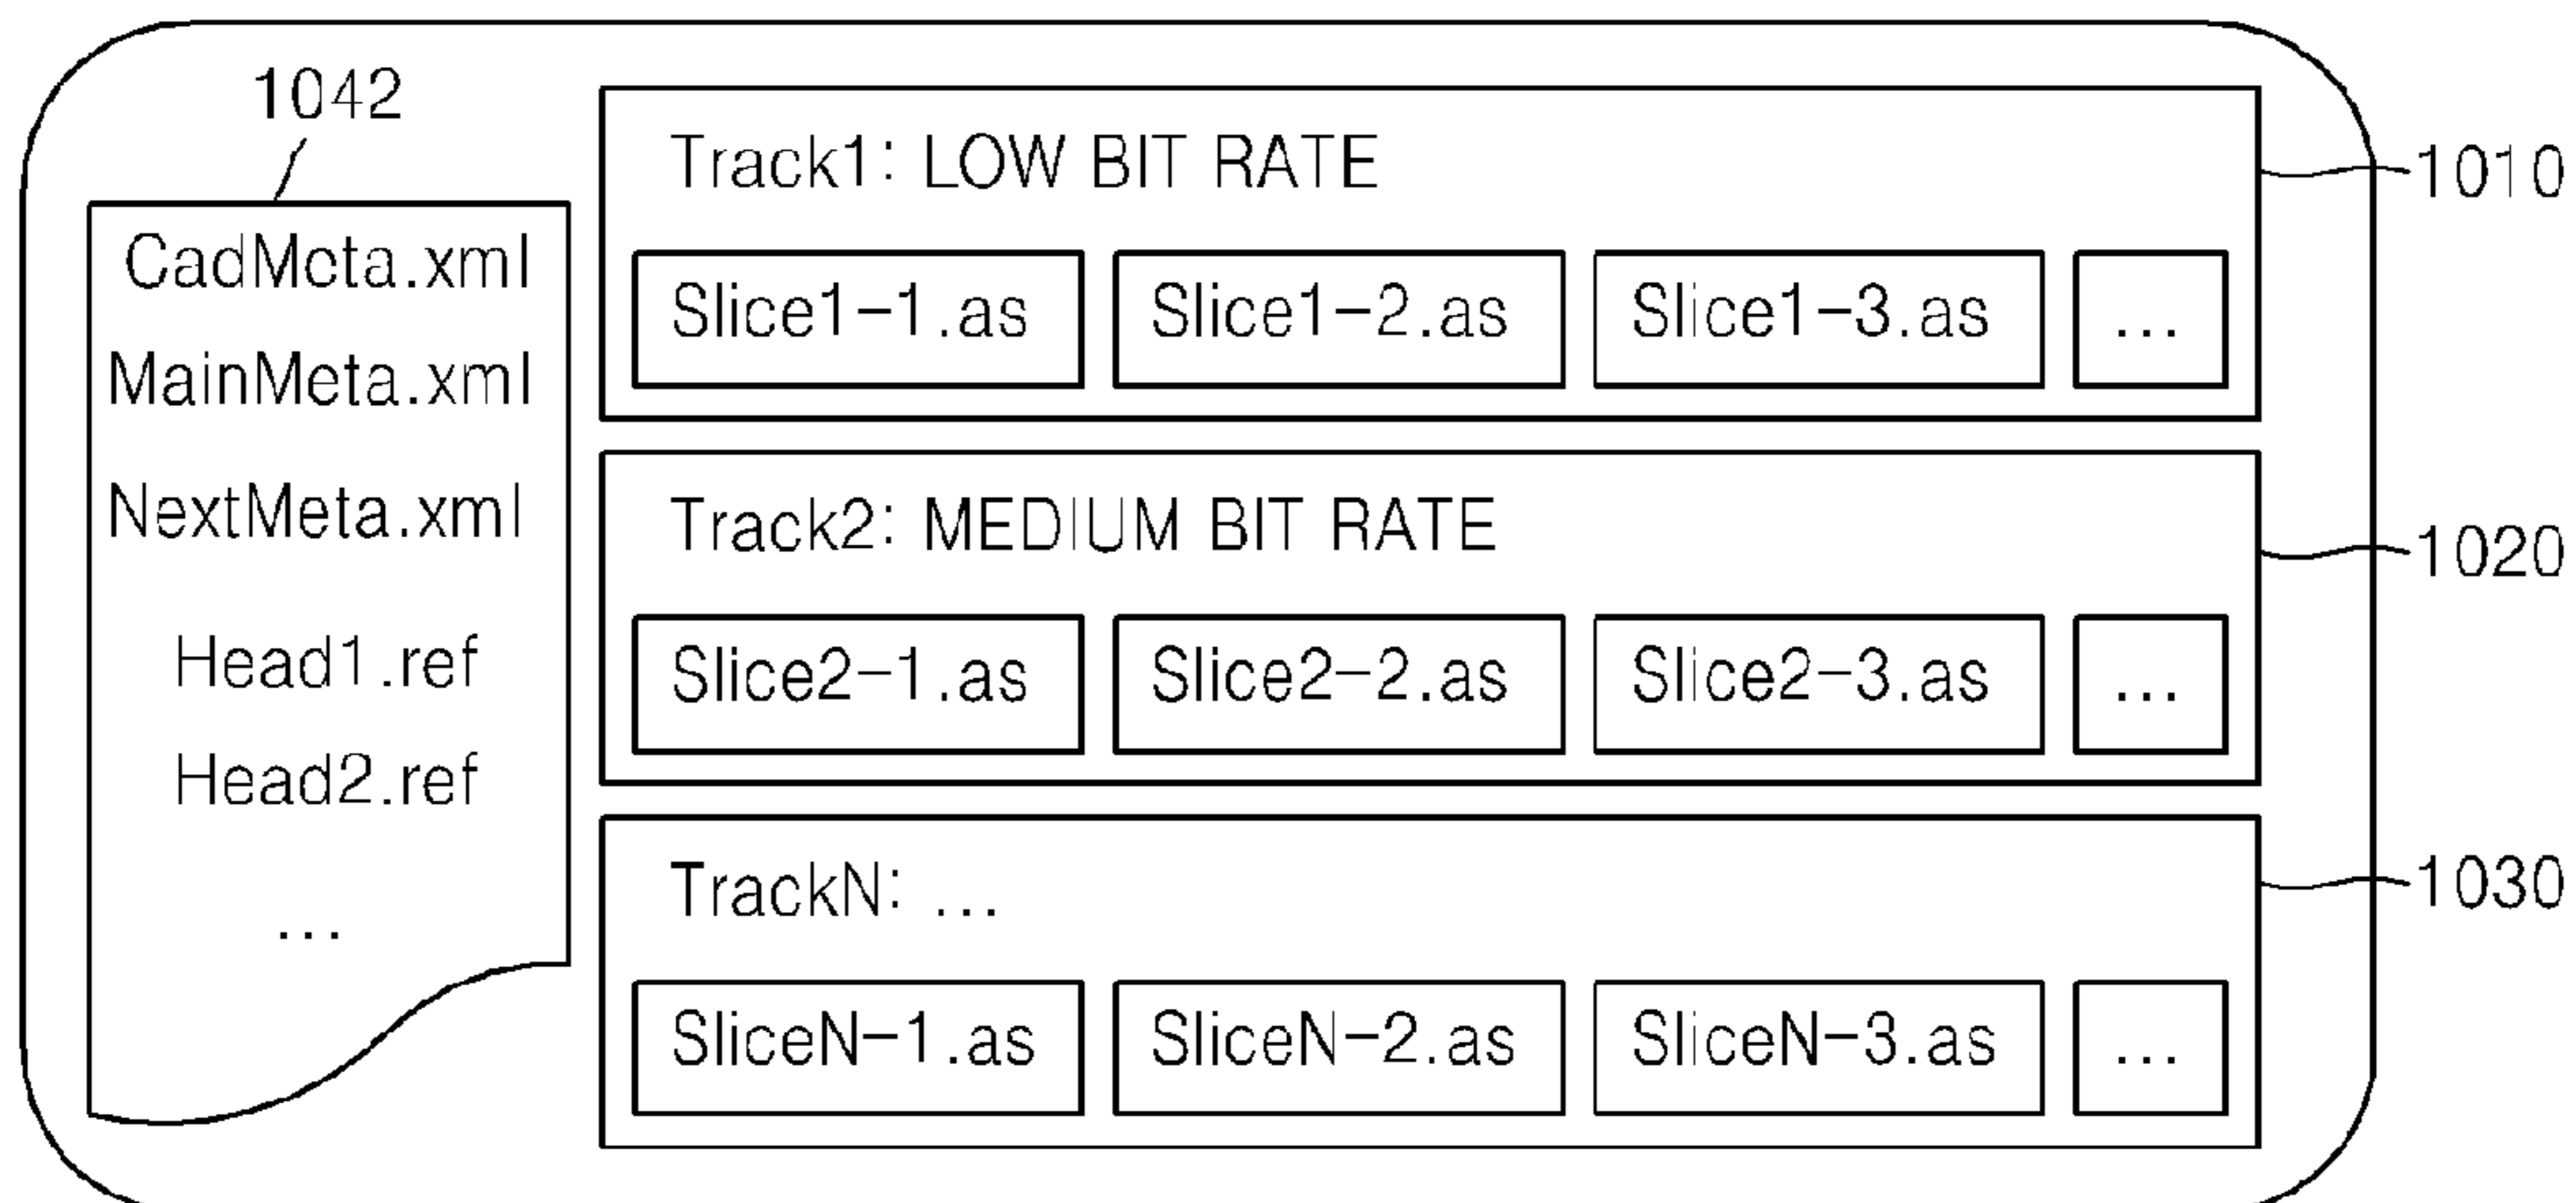 1042
CadMcta.xml
MainMeta.xml
NextMeta.xml
Head1.ref
Head2.ref
...
Track1: LOW BIT RATE
1010
Slice1-1.as
Slice1-2.as
Slice1-3.as
...
Track2: MEDIUM BIT RATE
1020
Slice2-1.as
Slice2-2.as
Slice2-3.as
...
TrackN: ...
1030
SliceN-1.as
SliceN-2.as
SliceN-3.as
...